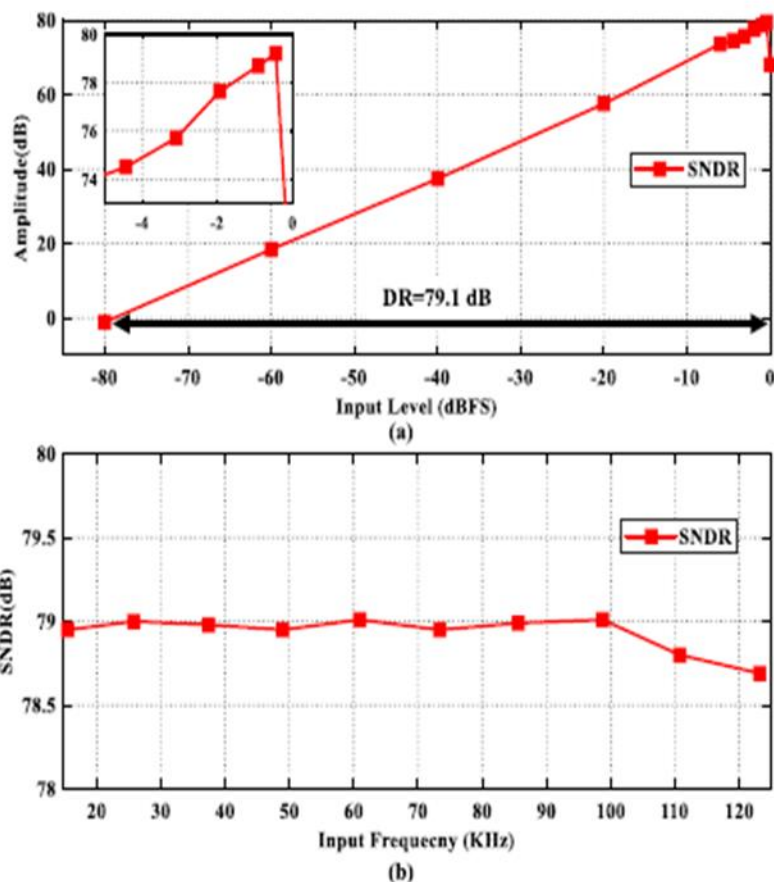 80
60
40
20
0
Amplitude(dB)
80
78
76
74
-4 -2 0
SNDR
DR=79.1 dB
-80 -70 -60 -50 -40 -30 -20 -10 0
Input Level (dBFS)
(a)
80
79.5
79
78.5
78
SNDR(dB)
SNDR
20 30 40 50 60 70 80 90 100 110 120
Input Frequecny (KHz)
(b)